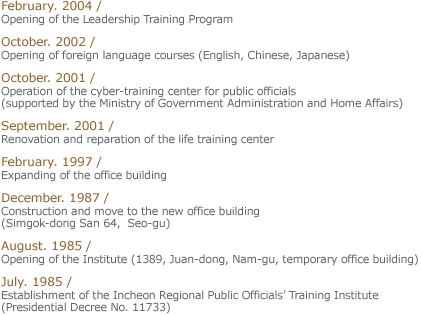 February. 2004 /
Opening of the Leadership Training Program
October. 2002 /
Opening of foreign language courses (English, Chinese, Japanese)
October. 2001 /
Operation of the cyber-training center for public officials
(supported by the Ministry of Government Administration and Home Affairs)
September. 2001 /
Renovation and reparation of the life training center
February. 1997 /
Expanding of the office building
December. 1987 /
Construction and move to the new office building
(Simgok-dong San 64,  Seo-gu)
August. 1985 /
Opening of the Institute (1389, Juan-dong, Nam-gu, temporary office building)
July. 1985 /
Establishment of the Incheon Regional Public Officials’ Training Institute
(Presidential Decree No. 11733)